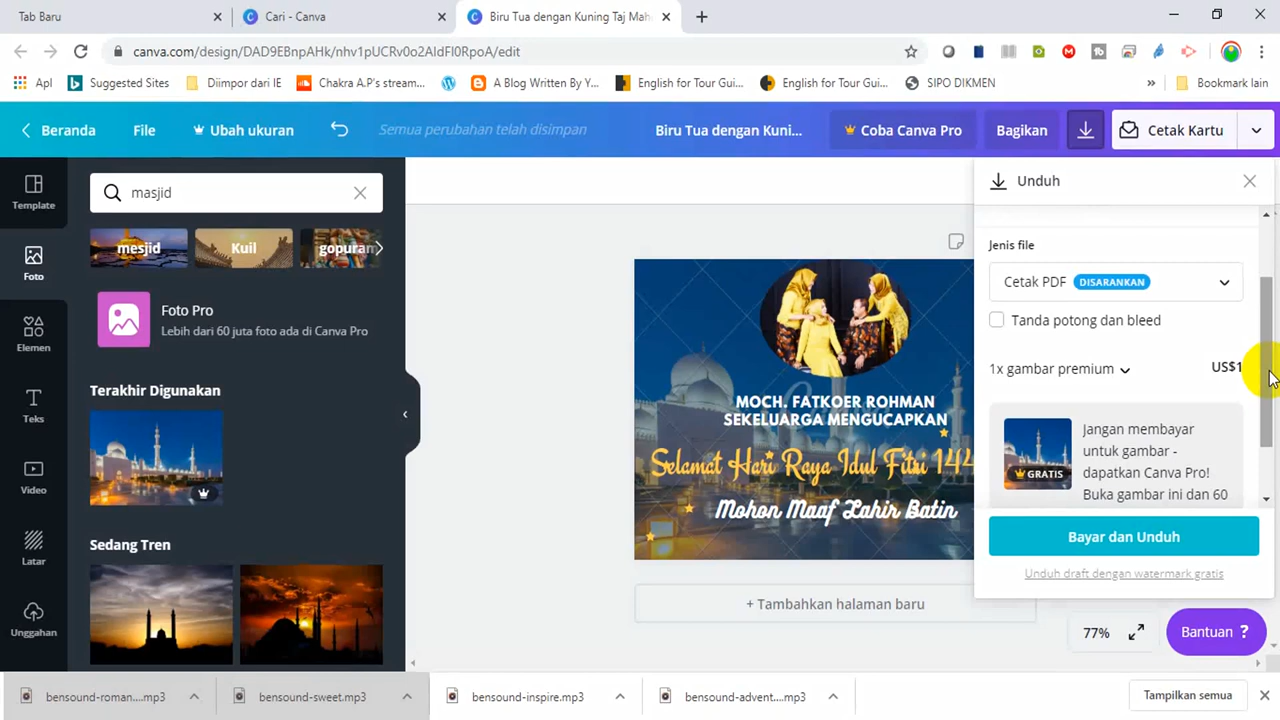 Tab Baru
Cari - Canva
Biru Tua dengan Kuning Taj Mah
canva.com/design/DAD9EBnpAHk/nhv1pUCRv0o2AIdFI0RpoA/edit
Apl
Suggested Sites
Diimpor dari IE
Chakra A.P's stream...
A Blog Written By Y...
English for Tour Gui...
English for Tour Gui...
SIPO DIKMEN
»
Bookmark lain
Beranda
File
Ubah ukuran
Semua perubahan telah disimpan
Biru Tua dengan Kuni...
Coba Canva Pro
Bagikan
Cetak Kartu
Template
Foto
Elemen
Teks
Video
Latar
Unggahan
masjid
mesjid
Kuil
gopuram
Foto Pro
Lebih dari 60 juta foto ada di Canva Pro
Terakhir Digunakan
Sedang Tren
MOCH. FATKOER ROHMAN
SEKELUARGA MENGUCAPKAN
Selamat Hari Raya Idul Fitri 144
Mohon Maaf Lahir Batin
+ Tambahkan halaman baru
Unduh
Jenis file
Cetak PDF DISARANKAN
Tanda potong dan bleed
1x gambar premium
US$1
GRATIS
Jangan membayar
untuk gambar -
dapatkan Canva Pro!
Buka gambar ini dan 60
Bayar dan Unduh
Unduh draft dengan watermark gratis
77%
Bantuan ?
bensound-roman....mp3
bensound-sweet.mp3
bensound-inspire.mp3
bensound-advent....mp3
Tampilkan semua